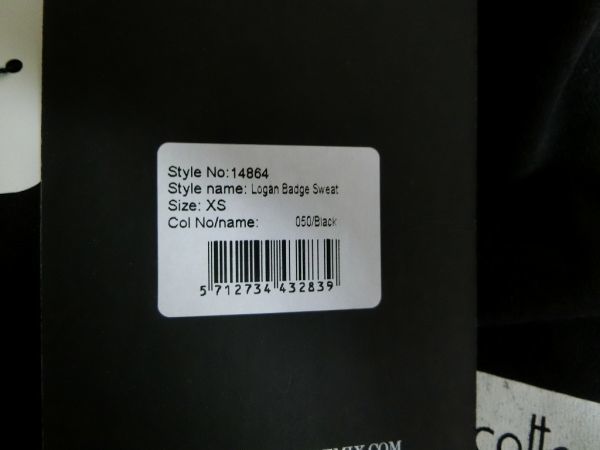 Style No:14864
Style name: Logan Badge Sweat
Size: XS
Col No/name: 050/Black
5 712734 432839